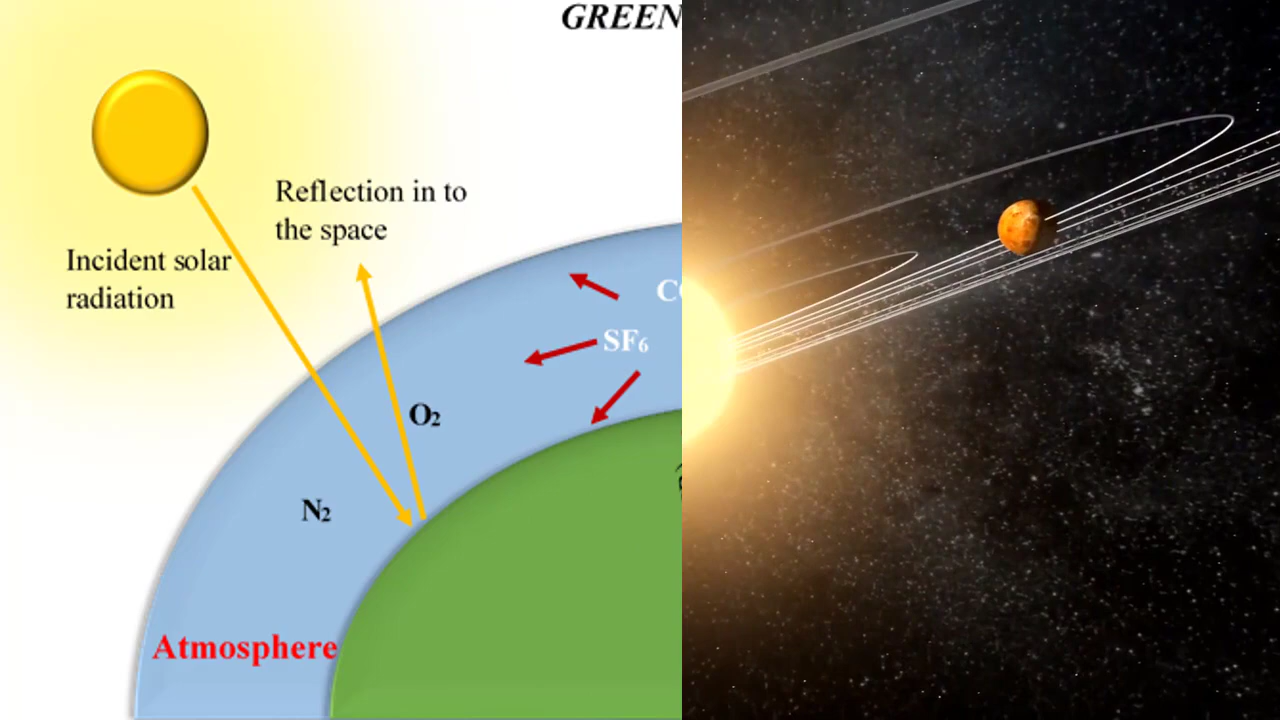 GREEN
Reflection in to
the space
Incident solar
radiation
SF₆
O₂
N₂
Atmosphere